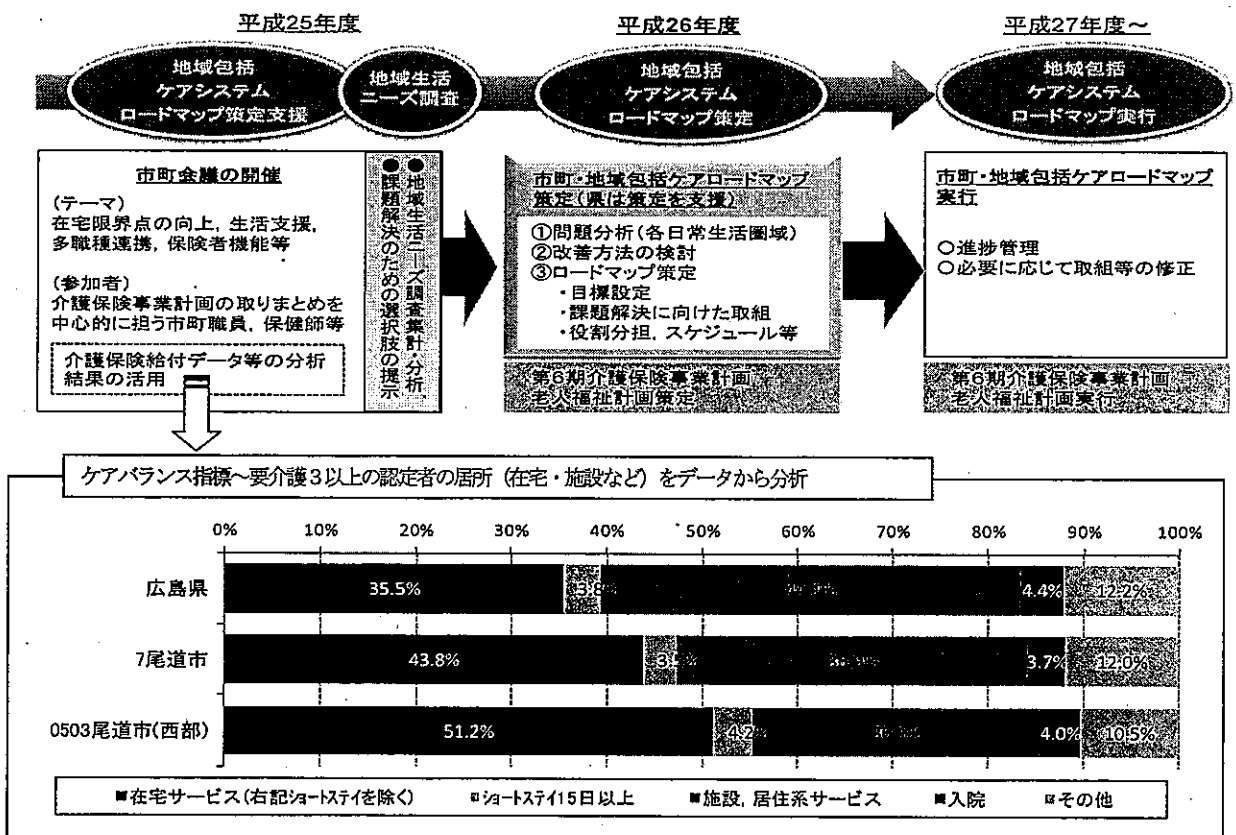 平成25年度
平成26年度
平成27年度～
地域包括
ケアシステム
ロードマップ策定支援
地域生活
ニーズ調査
地域包括
ケアシステム
ロードマップ策定
地域包括
ケアシステム
ロードマップ実行
市町会議の開催
(テーマ)
在宅限界点の向上，生活支援，
多職種連携，保険者機能等
(参加者)
介護保険事業計画の取りまとめを
中心的に担う市町職員，保健師等
介護保険給付データ等の分析
結果の活用
●地域生活ニーズ調査集計・分析
●課題解決のための選択肢の提示
市町・地域包括ケアロードマップ
策定(県は策定を支援)
①問題分析(各日常生活圏域)
②改善方法の検討
③ロードマップ策定
・目標設定
・課題解決に向けた取組
・役割分担，スケジュール等
第6期介護保険事業計画
老人福祉計画策定
市町・地域包括ケアロードマップ
実行
○進捗管理
○必要に応じて取組等の修正
第6期介護保険事業計画
老人福祉計画実行
ケアバランス指標～要介護3以上の認定者の居所（在宅・施設など）をデータから分析
0% 10% 20% 30% 40% 50% 60% 70% 80% 90% 100%
広島県 35.5% 3.8% 4.4% 12.2%
7尾道市 43.8% 3.7% 12.0%
0503尾道市(西部) 51.2% 4.2% 4.0% 10.5%
■在宅サービス(右記ショートステイを除く) ■ショートステイ15日以上 ■施設，居住系サービス ■入院 ■その他